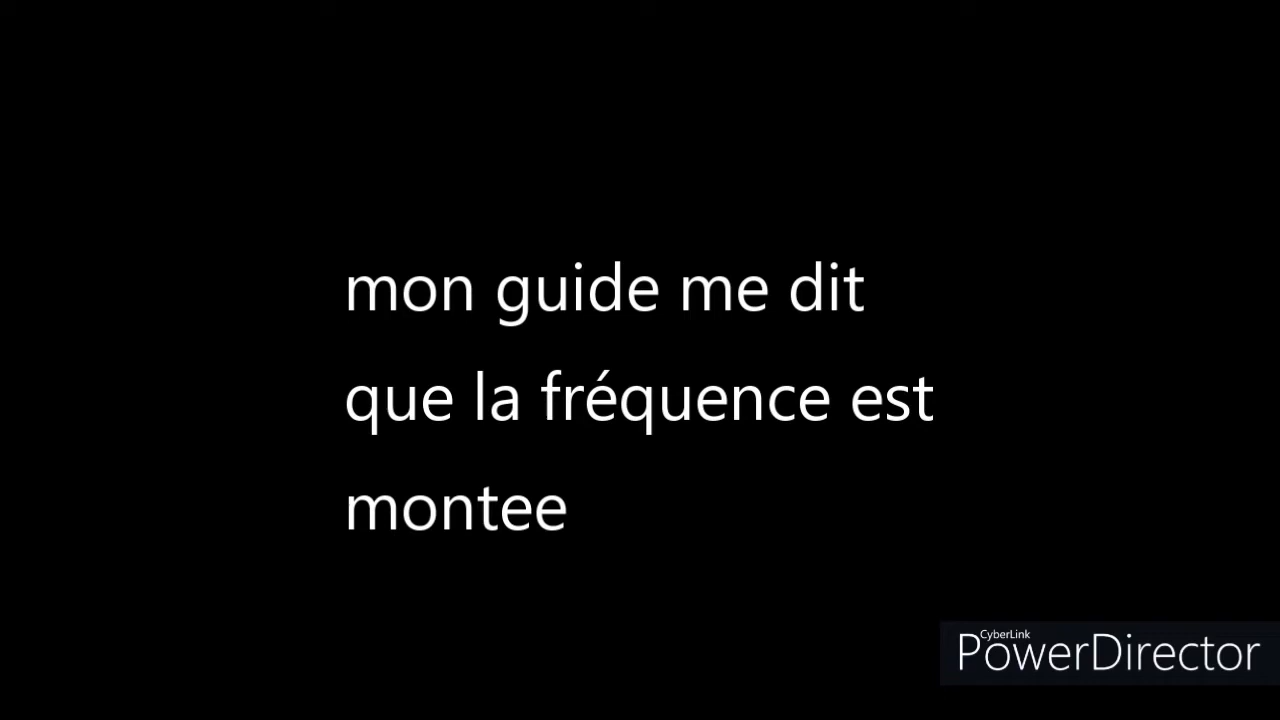 mon guide me dit
que la fréquence est
montee
CyberLink
PowerDirector